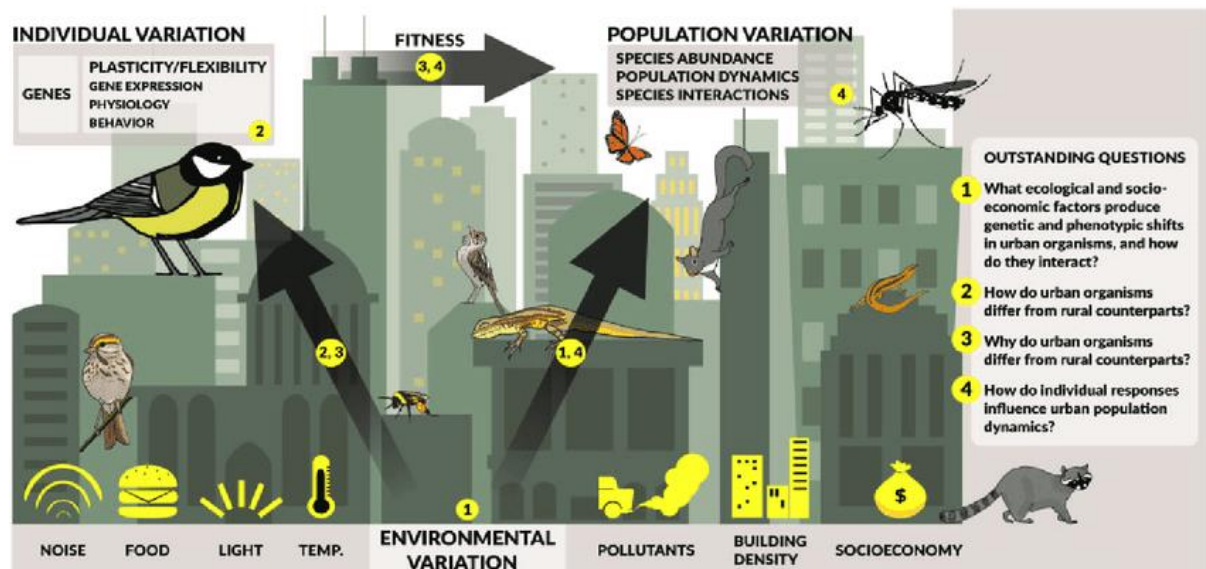 INDIVIDUAL VARIATION
GENES
PLASTICITY/FLEXIBILITY
GENE EXPRESSION
PHYSIOLOGY
BEHAVIOR
2
FITNESS
3, 4
POPULATION VARIATION
SPECIES ABUNDANCE
POPULATION DYNAMICS
SPECIES INTERACTIONS
4
2, 3
1, 4
OUTSTANDING QUESTIONS
1 What ecological and socio-
economic factors produce
genetic and phenotypic shifts
in urban organisms, and how
do they interact?
2 How do urban organisms
differ from rural counterparts?
3 Why do urban organisms
differ from rural counterparts?
4 How do individual responses
influence urban population
dynamics?
$
1
NOISE
FOOD
LIGHT
TEMP.
ENVIRONMENTAL
VARIATION
POLLUTANTS
BUILDING
DENSITY
SOCIOECONOMY